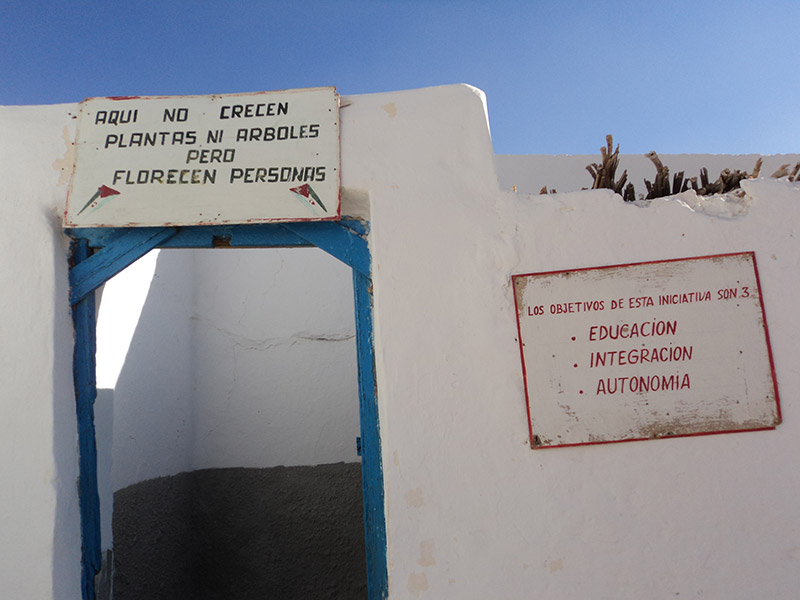 AQUI NO CRECEN
PLANTAS NI ARBOLES
PERO
FLORECEN PERSONAS
LOS OBJETIVOS DE ESTA INICIATIVA SON 3
. EDUCACION
. INTEGRACION
. AUTONOMIA